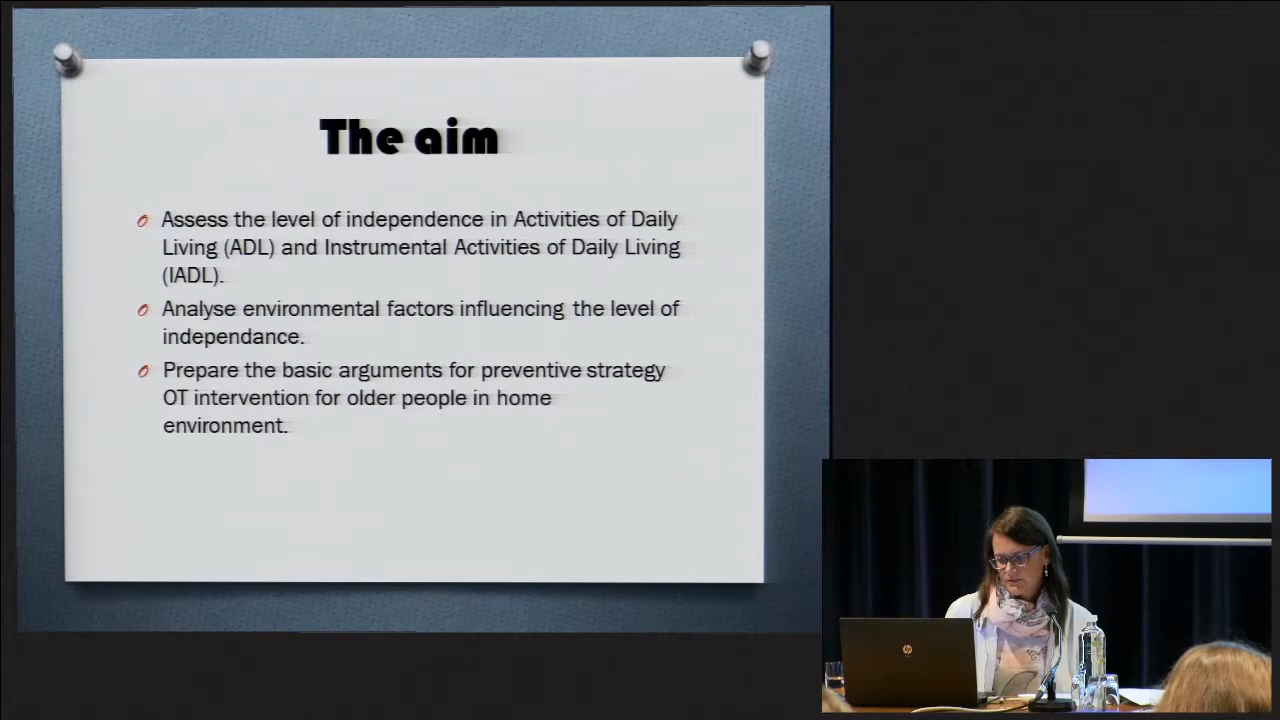 The aim
Assess the level of independence in Activities of Daily
Living (ADL) and Instrumental Activities of Daily Living
(IADL).
Analyse environmental factors influencing the level of
independance.
Prepare the basic arguments for preventive strategy
OT intervention for older people in home
environment.
hp